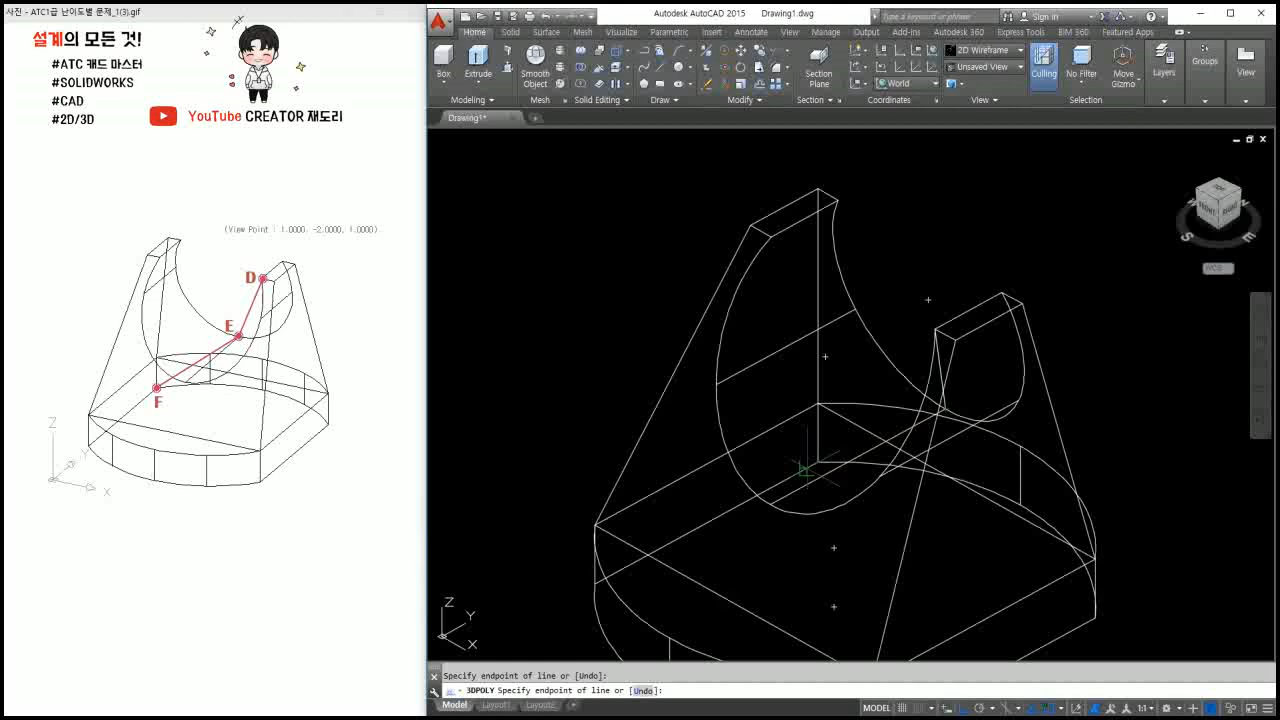 사진 - ATC1급 난이도별 문제_1(3).gif
설계의 모든 것!
#ATC 캐드 마스터
#SOLIDWORKS
#CAD
#2D/3D
YouTube CREATOR 재도리
(View Point : 1.0000, -2.0000, 1.0000)
D
E
F
Z
Y
X
Autodesk AutoCAD 2015 Drawing1.dwg
Type a keyword or phrase
Sign In
Home Solid Surface Mesh Visualize Parametric Insert Annotate View Manage Output Add-ins Autodesk 360 Express Tools BIM 360 Featured Apps
Box
Extrude
Smooth Object
Section Plane
2D Wireframe
Unsaved View
World
Culling
No Filter
Move Gizmo
Layers
Groups
View
Modeling
Mesh
Solid Editing
Draw
Modify
Section
Coordinates
View
Selection
Drawing1*
TOP
S
E
WCS
Z
Y
X
Specify endpoint of line or [Undo]:
3DPOLY Specify endpoint of line or [Undo]:
Model Layout1 Layout2
MODEL
1:1